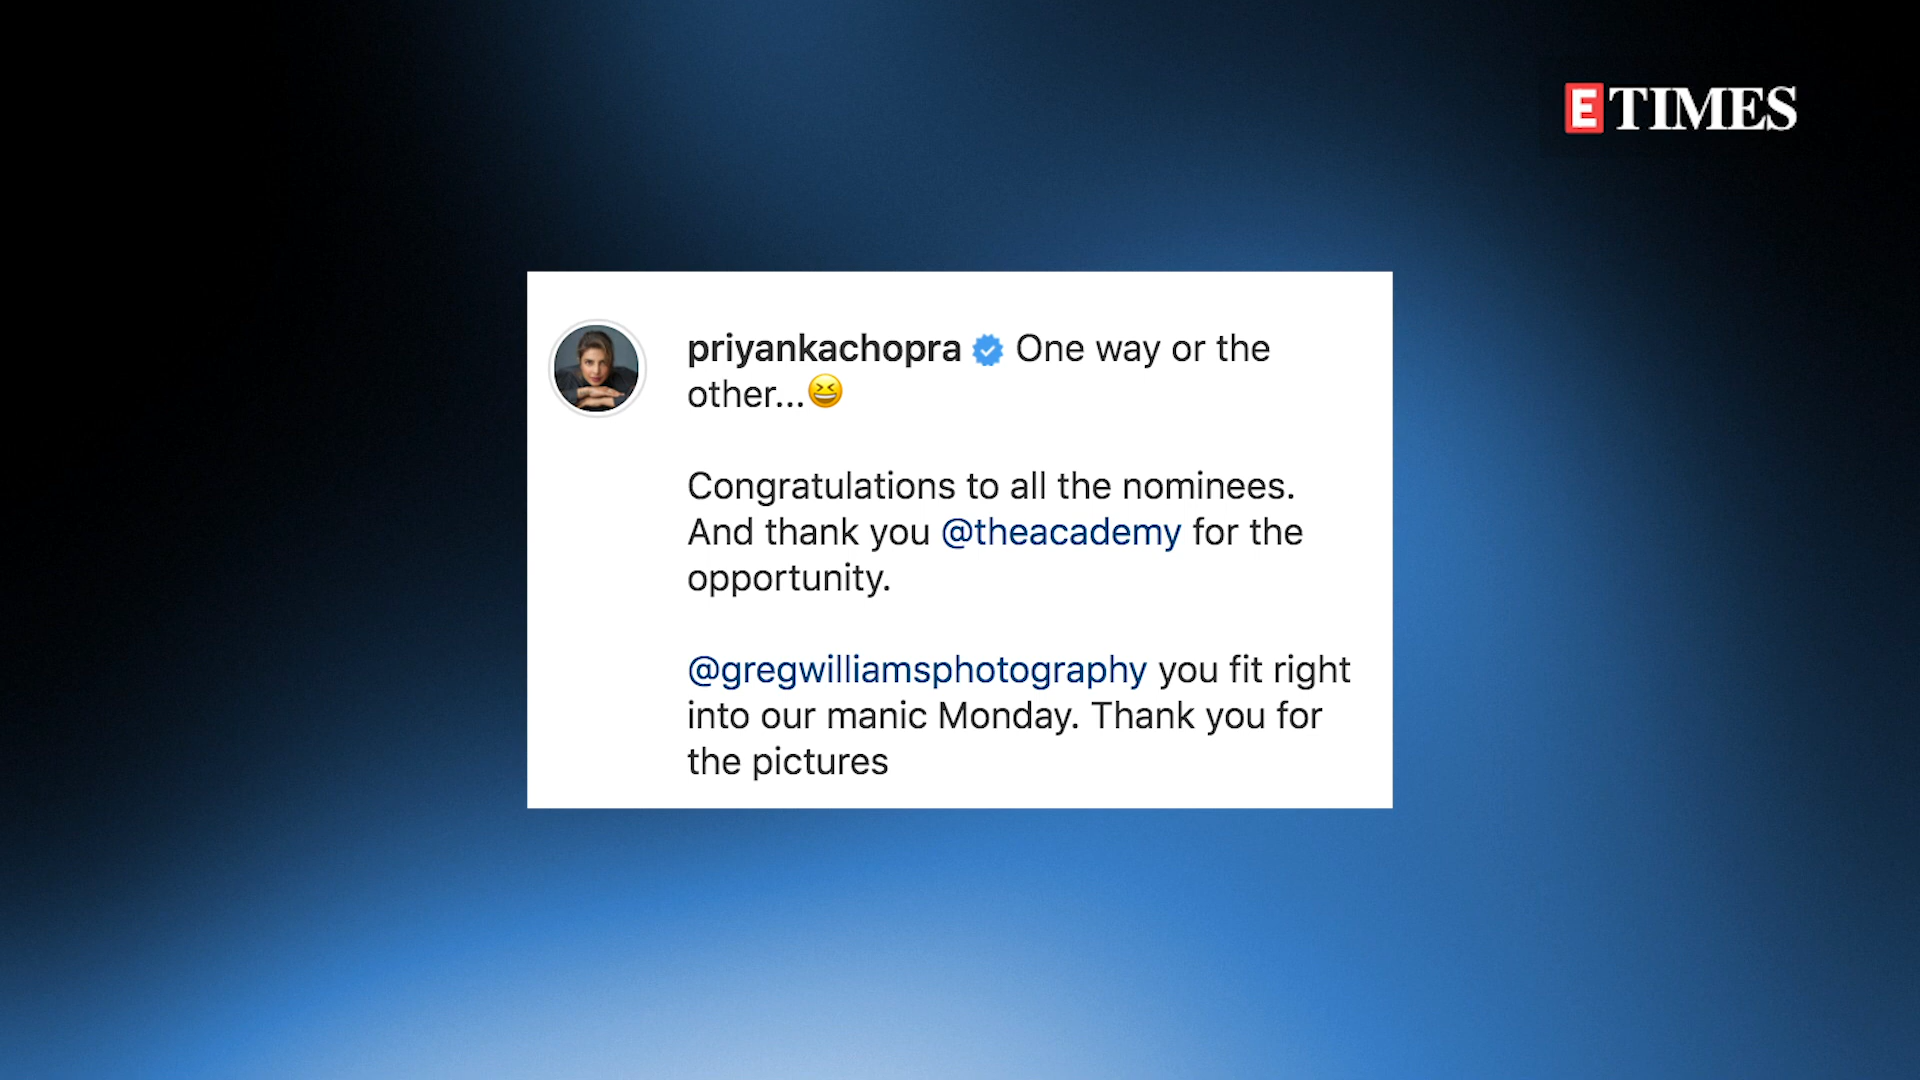 ETIMES
priyankachopra One way or the
other...😆
Congratulations to all the nominees.
And thank you @theacademy for the
opportunity.
@gregwilliamsphotography you fit right
into our manic Monday. Thank you for
the pictures